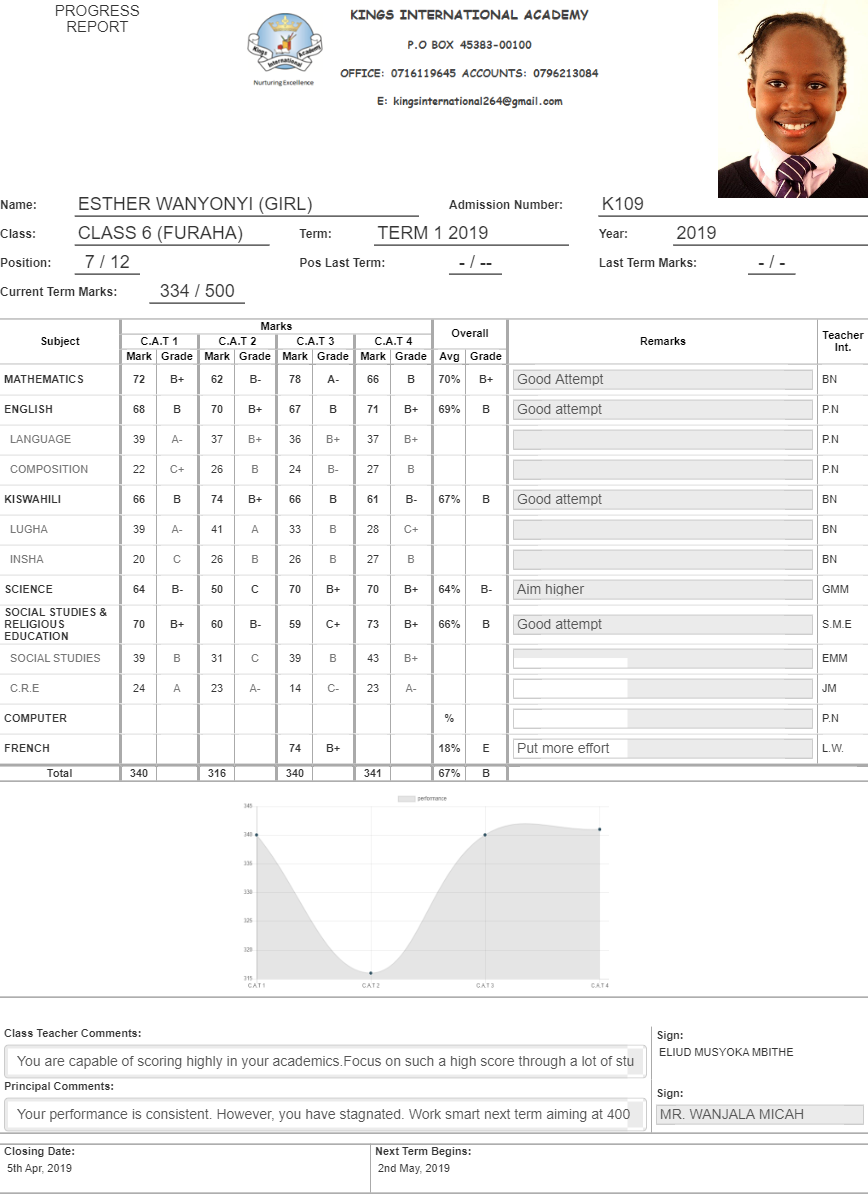 PROGRESS
REPORT
KINGS INTERNATIONAL ACADEMY
P.O BOX 45383-00100
OFFICE: 0716119645 ACCOUNTS: 0796213084
E: kingsinternational264@gmail.com
Kings Academy
International
Nurturing Excellence
Name: ESTHER WANYONYI (GIRL) Admission Number: K109
Class: CLASS 6 (FURAHA) Term: TERM 1 2019 Year: 2019
Position: 7 / 12 Pos Last Term: - / -- Last Term Marks: - / -
Current Term Marks: 334 / 500
Subject Marks Overall Remarks Teacher Int.
C.A.T 1 C.A.T 2 C.A.T 3 C.A.T 4
Mark Grade Mark Grade Mark Grade Mark Grade Avg Grade
MATHEMATICS 72 B+ 62 B- 78 A- 66 B 70% B+ Good Attempt BN
ENGLISH 68 B 70 B+ 67 B 71 B+ 69% B Good attempt P.N
LANGUAGE 39 A- 37 B+ 36 B+ 37 B+ P.N
COMPOSITION 22 C+ 26 B 24 B- 27 B P.N
KISWAHILI 66 B 74 B+ 66 B 61 B- 67% B Good attempt BN
LUGHA 39 A- 41 A 33 B 28 C+ BN
INSHA 20 C 26 B 26 B 27 B BN
SCIENCE 64 B- 50 C 70 B+ 70 B+ 64% B- Aim higher GMM
SOCIAL STUDIES &
RELIGIOUS
EDUCATION 70 B+ 60 B- 59 C+ 73 B+ 66% B Good attempt S.M.E
SOCIAL STUDIES 39 B 31 C 39 B 43 B+ EMM
C.R.E 24 A 23 A- 14 C- 23 A- JM
COMPUTER % P.N
FRENCH 74 B+ 18% E Put more effort L.W.
Total 340 316 340 341 67% B
performance
345
340
335
330
325
320
315
C.A.T 1 C.A.T 2 C.A.T 3 C.A.T 4
Class Teacher Comments:
You are capable of scoring highly in your academics.Focus on such a high score through a lot of stu
Sign:
ELIUD MUSYOKA MBITHE
Principal Comments:
Your performance is consistent. However, you have stagnated. Work smart next term aiming at 400
Sign:
MR. WANJALA MICAH
Closing Date: Next Term Begins:
5th Apr, 2019 2nd May, 2019